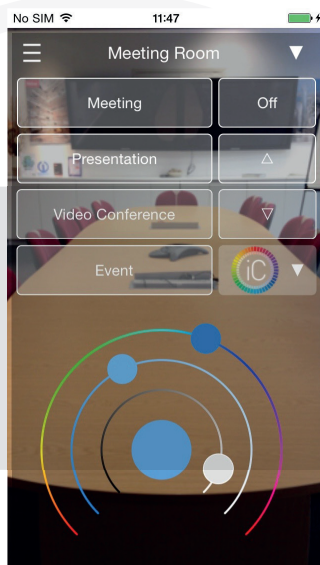 No SIM 11:47
Meeting Room
Meeting Off
Presentation
Video Conference
Event iC